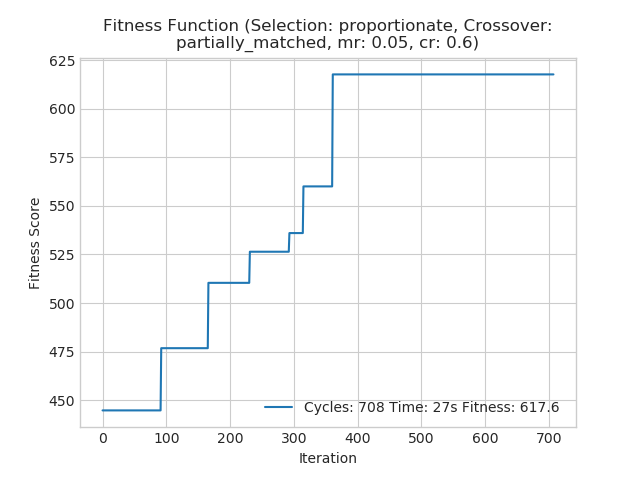 Fitness Function (Selection: proportionate, Crossover:
partially_matched, mr: 0.05, cr: 0.6)
Fitness Score
625
600
575
550
525
500
475
450
Cycles: 708 Time: 27s Fitness: 617.6
0 100 200 300 400 500 600 700
Iteration